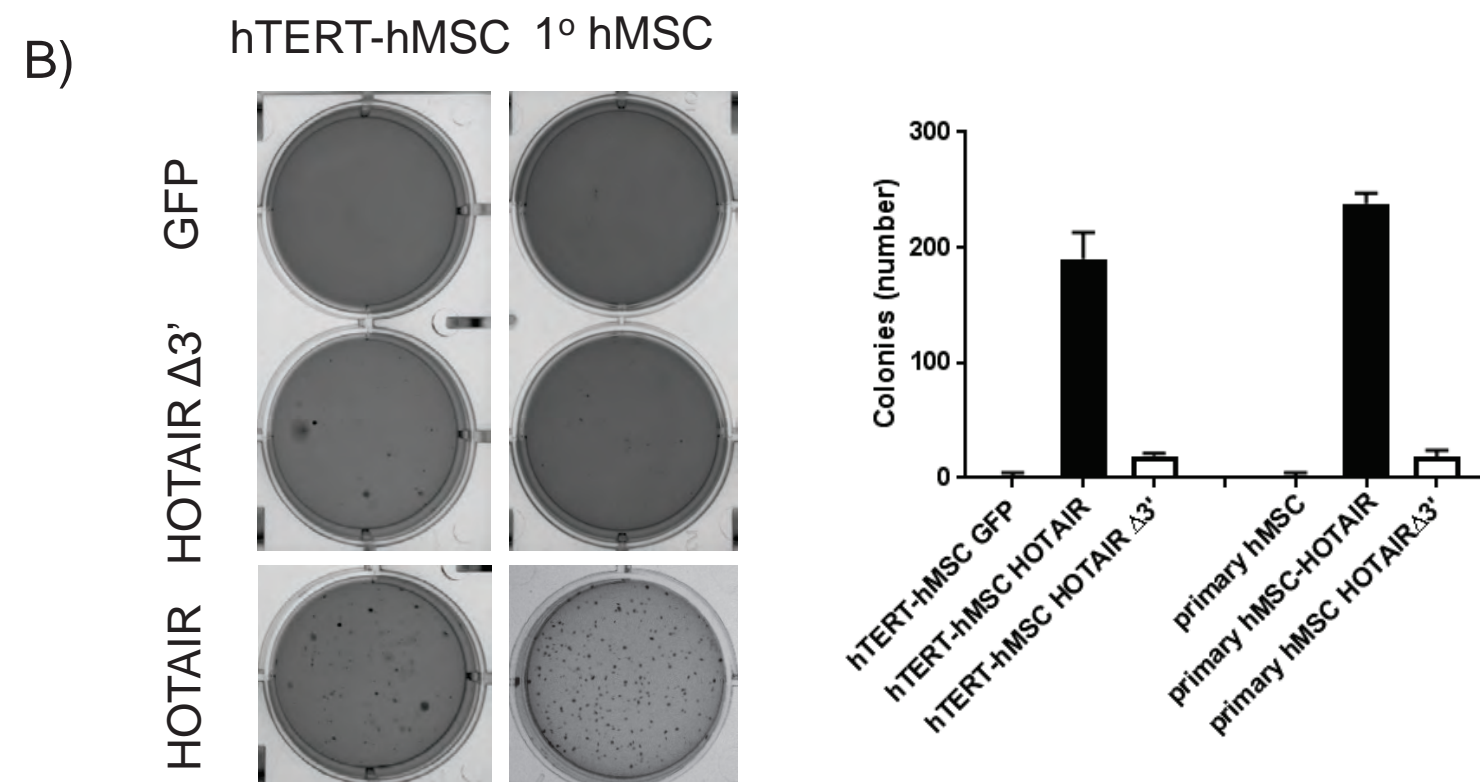 B)
hTERT-hMSC 1º hMSC
GFP
HOTAIR Δ3’
HOTAIR
Colonies (number)
300
200
100
0
hTERT-hMSC GFP
hTERT-hMSC HOTAIR
hTERT-hMSC HOTAIR Δ3'
primary hMSC
primary hMSC-HOTAIR
primary hMSC HOTAIRΔ3'